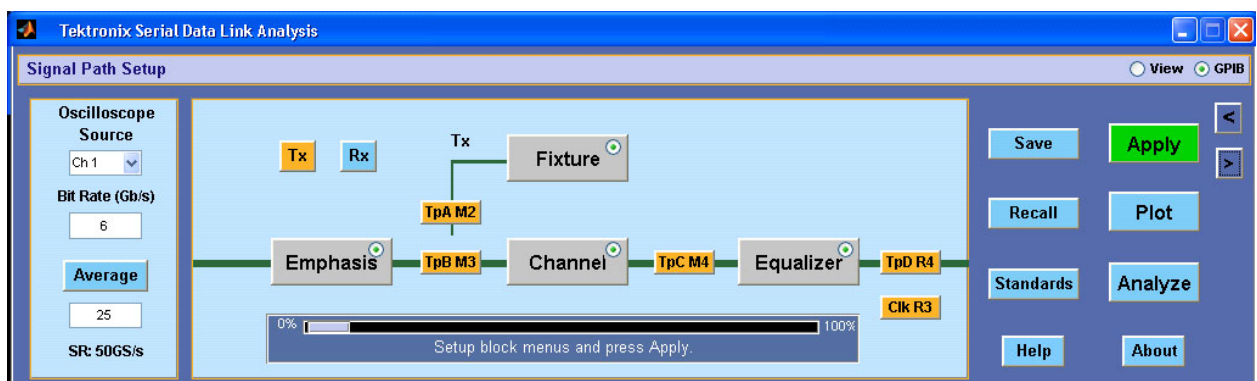 Tektronix Serial Data Link Analysis
Signal Path Setup
View
GPIB
Oscilloscope
Source
Ch 1
Bit Rate (Gb/s)
6
Average
25
SR: 50GS/s
Tx
Rx
Tx
Fixture
TpA M2
Emphasis
TpB M3
Channel
TpC M4
Equalizer
TpD R4
Clk R3
0%
100%
Setup block menus and press Apply.
Save
Apply
<
>
Recall
Plot
Standards
Analyze
Help
About